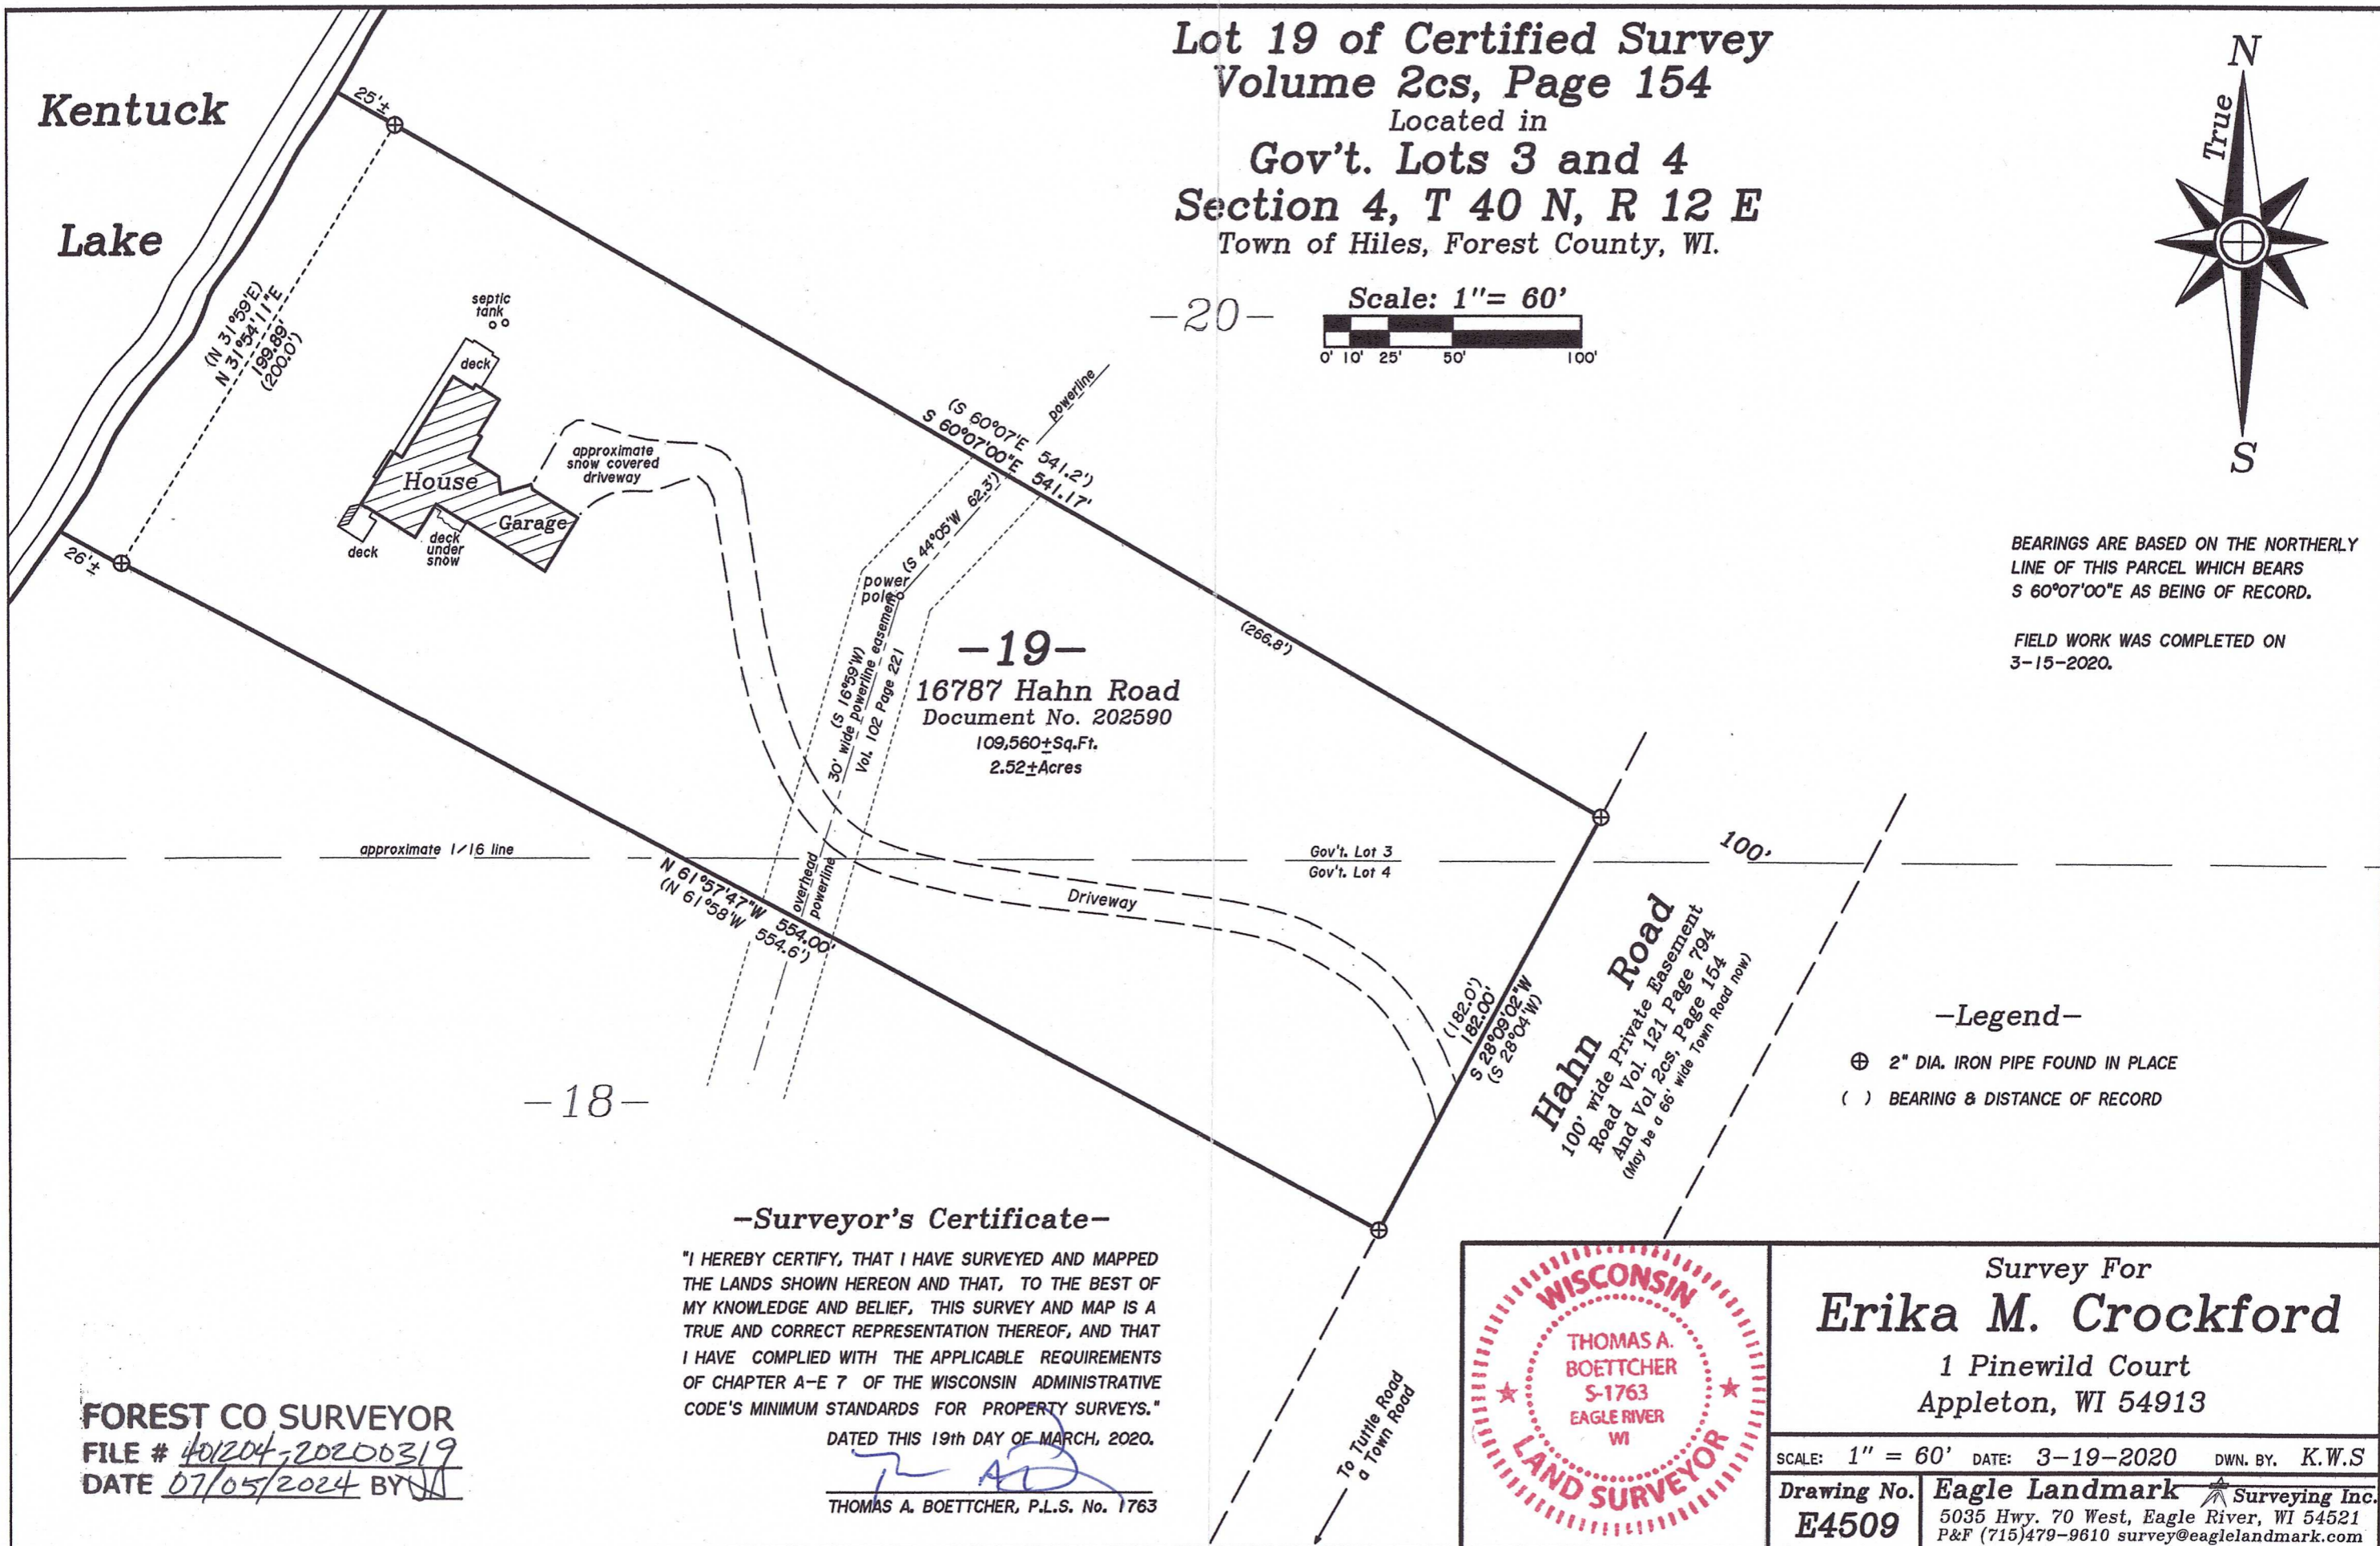 Lot 19 of Certified Survey
Volume 2cs, Page 154
Located in
Gov't. Lots 3 and 4
Section 4, T 40 N, R 12 E
Town of Hiles, Forest County, WI.
Scale: 1"= 60'
0' 10' 25' 50' 100'
N
True
S
Kentuck
Lake
25'±
26'±
(N 31°59'E)
N 31°54'11"E
199.89'
(200.0')
septic
tank
deck
House
Garage
deck
deck
under
snow
approximate
snow covered
driveway
-20-
powerline
(S 60°07'E 541.2')
S 60°07'00"E 541.17'
(S 44°05'W 62.3')
power
pole
(S 16°59'W)
30' wide powerline easement
Vol. 102 Page 221
(266.8')
-19-
16787 Hahn Road
Document No. 202590
109,560±Sq.Ft.
2.52±Acres
BEARINGS ARE BASED ON THE NORTHERLY
LINE OF THIS PARCEL WHICH BEARS
S 60°07'00"E AS BEING OF RECORD.
FIELD WORK WAS COMPLETED ON
3-15-2020.
approximate 1/16 line
overhead
powerline
N 61°57'47"W 554.00'
(N 61°58'W 554.6')
Gov't. Lot 3
Gov't. Lot 4
Driveway
100'
(182.0')
182.00'
S 28°09'02"W
(S 28°04'W)
Hahn Road
100' wide Private Easement
Road Vol. 121 Page 794
And Vol 2cs, Page 154
(May be a 66' wide Town Road now)
-18-
-Legend-
2" DIA. IRON PIPE FOUND IN PLACE
( ) BEARING & DISTANCE OF RECORD
-Surveyor's Certificate-
"I HEREBY CERTIFY, THAT I HAVE SURVEYED AND MAPPED
THE LANDS SHOWN HEREON AND THAT, TO THE BEST OF
MY KNOWLEDGE AND BELIEF, THIS SURVEY AND MAP IS A
TRUE AND CORRECT REPRESENTATION THEREOF, AND THAT
I HAVE COMPLIED WITH THE APPLICABLE REQUIREMENTS
OF CHAPTER A-E 7 OF THE WISCONSIN ADMINISTRATIVE
CODE'S MINIMUM STANDARDS FOR PROPERTY SURVEYS."
DATED THIS 19th DAY OF MARCH, 2020.
THOMAS A. BOETTCHER, P.L.S. No. 1763
FOREST CO SURVEYOR
FILE # 401204-20200319
DATE 07/05/2024 BY
To Tuttle Road
a Town Road
WISCONSIN
THOMAS A.
BOETTCHER
S-1763
EAGLE RIVER
WI
LAND SURVEYOR
Survey For
Erika M. Crockford
1 Pinewild Court
Appleton, WI 54913
SCALE: 1" = 60' DATE: 3-19-2020 DWN. BY. K.W.S
Drawing No.
E4509
Eagle Landmark Surveying Inc.
5035 Hwy. 70 West, Eagle River, WI 54521
P&F (715)479-9610 survey@eaglelandmark.com